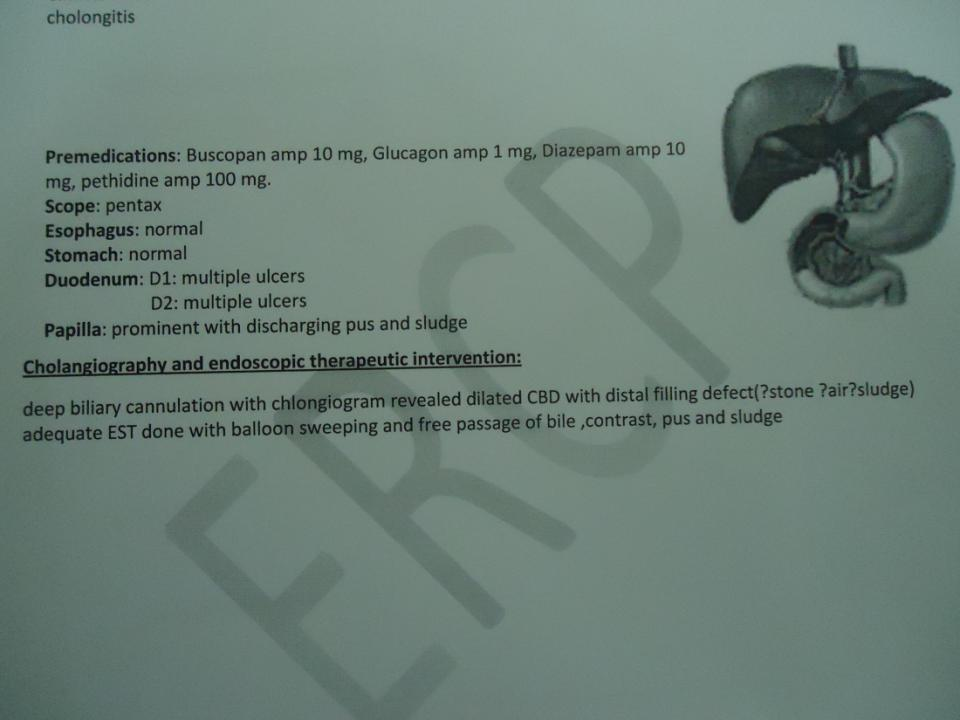 cholongitis
Premedications: Buscopan amp 10 mg, Glucagon amp 1 mg, Diazepam amp 10
mg, pethidine amp 100 mg.
Scope: pentax
Esophagus: normal
Stomach: normal
Duodenum: D1: multiple ulcers
D2: multiple ulcers
Papilla: prominent with discharging pus and sludge
Cholangiography and endoscopic therapeutic intervention:
deep biliary cannulation with chlongiogram revealed dilated CBD with distal filling defect(?stone ?air?sludge)
adequate EST done with balloon sweeping and free passage of bile ,contrast, pus and sludge
ERCP